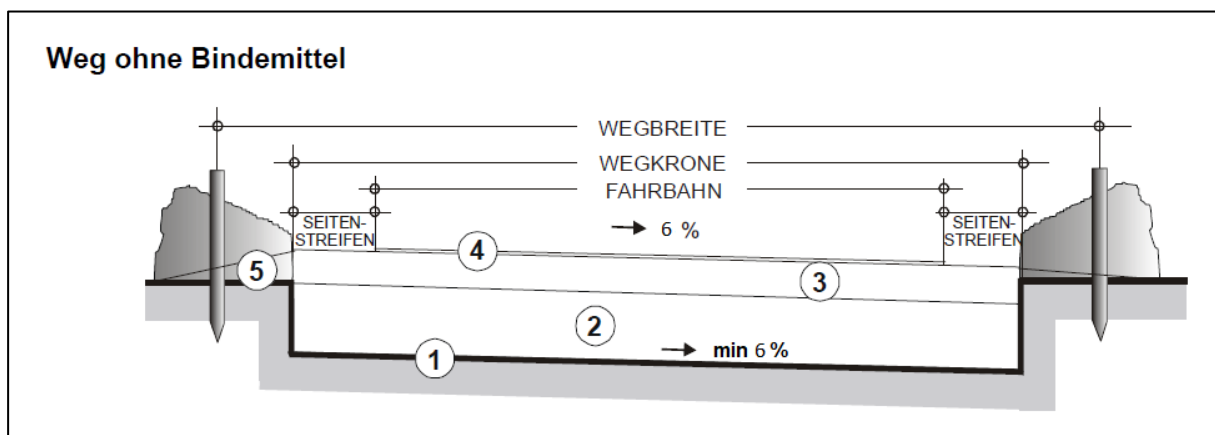 Weg ohne Bindemittel
WEGBREITE
WEGKRONE
FAHRBAHN
SEITEN-
STREIFEN
6 %
SEITEN-
STREIFEN
4
5
3
2
1
min 6 %